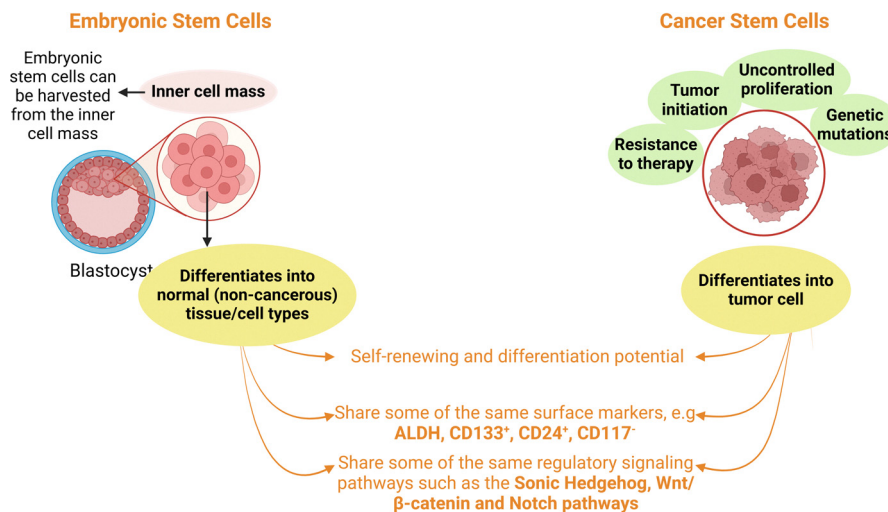 Embryonic Stem Cells
Embryonic
stem cells can
be harvested
from the inner
cell mass
Inner cell mass
Blastocyst
Differentiates into
normal (non-cancerous)
tissue/cell types
Cancer Stem Cells
Resistance
to therapy
Tumor
initiation
Uncontrolled
proliferation
Genetic
mutations
Differentiates into
tumor cell
Self-renewing and differentiation potential
Share some of the same surface markers, e.g
ALDH, CD133⁺, CD24⁺, CD117⁻
Share some of the same regulatory signaling
pathways such as the Sonic Hedgehog, Wnt/
β-catenin and Notch pathways